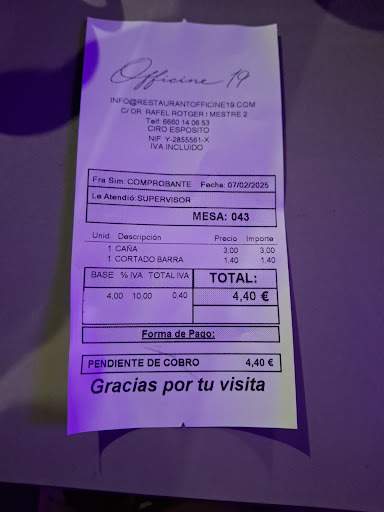 Officine 19
INFO@RESTAURANTOFFICINE19.COM
C/ DR. RAFEL ROTGER I MESTRE 2
Telf: 6660 14 06 53
CIRO ESPOSITO
NIF Y-2855561-X
IVA INCLUIDO
Fra Sim: COMPROBANTE Fecha: 07/02/2025
Le Atendió: SUPERVISOR
MESA: 043
Unid. Descripción Precio Importe
1 CAÑA 3,00 3,00
1 CORTADO BARRA 1,40 1,40
BASE % IVA TOTAL IVA TOTAL:
4,00 10,00 0,40 4,40 €
Forma de Pago:
PENDIENTE DE COBRO 4,40 €
Gracias por tu visita